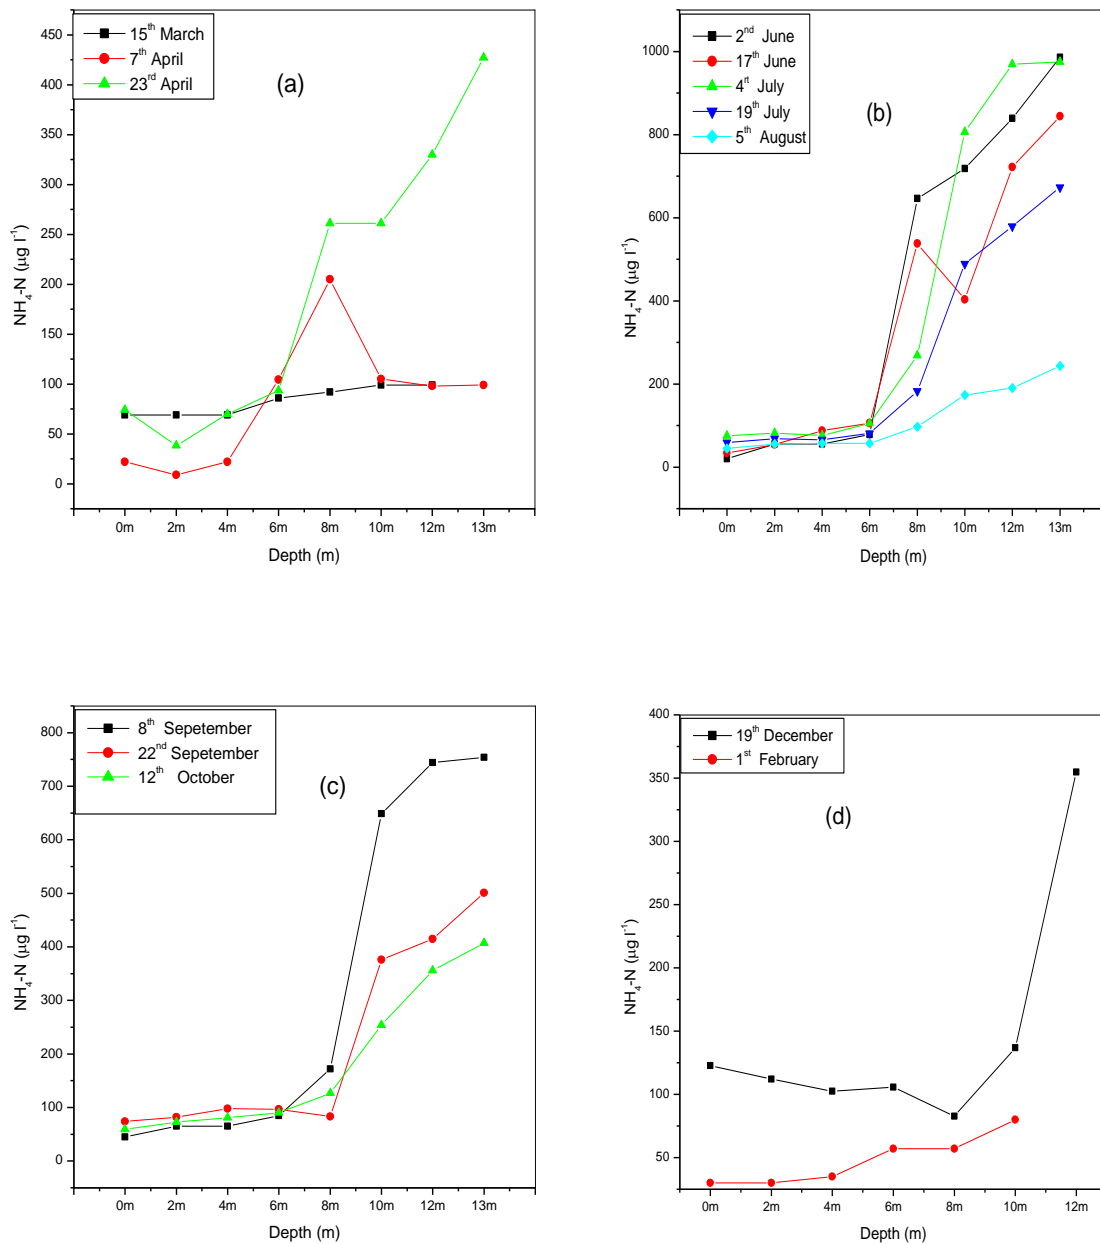 15th March
7th April
23rd April
(a)
450
400
350
300
250
200
150
100
50
0
NH4-N (µg l-1)
0m 2m 4m 6m 8m 10m 12m 13m
Depth (m)
2nd June
17th June
4rt July
19th July
5th August
(b)
1000
800
600
400
200
0
NH4-N (µg l-1)
0m 2m 4m 6m 8m 10m 12m 13m
Depth (m)
8th Sepetember
22nd Sepetember
12th October
(c)
800
700
600
500
400
300
200
100
0
NH4-N (µg l-1)
0m 2m 4m 6m 8m 10m 12m 13m
Depth (m)
19th December
1st February
(d)
400
350
300
250
200
150
100
50
NH4-N (µg l-1)
0m 2m 4m 6m 8m 10m 12m
Depth (m)